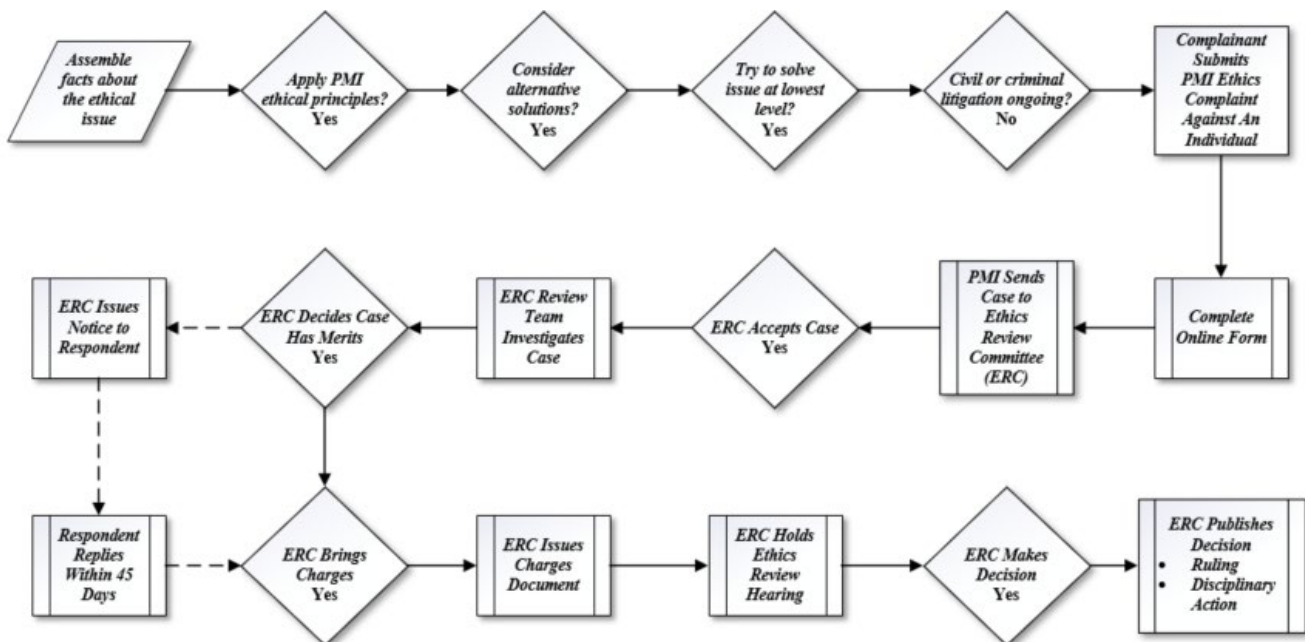 Assemble
facts about
the ethical
issue
Apply PMI
ethical principles?
Yes
Consider
alternative
solutions?
Yes
Try to solve
issue at lowest
level?
Yes
Civil or criminal
litigation ongoing?
No
Complainant
Submits
PMI Ethics
Complaint
Against An
Individual
ERC Issues
Notice to
Respondent
ERC Decides Case
Has Merits
Yes
ERC Review
Team
Investigates
Case
ERC Accepts Case
Yes
PMI Sends
Case to
Ethics
Review
Committee
(ERC)
Complete
Online Form
Respondent
Replies
Within 45
Days
ERC Brings
Charges
Yes
ERC Issues
Charges
Document
ERC Holds
Ethics
Review
Hearing
ERC Makes
Decision
Yes
ERC Publishes
Decision
• Ruling
• Disciplinary
Action